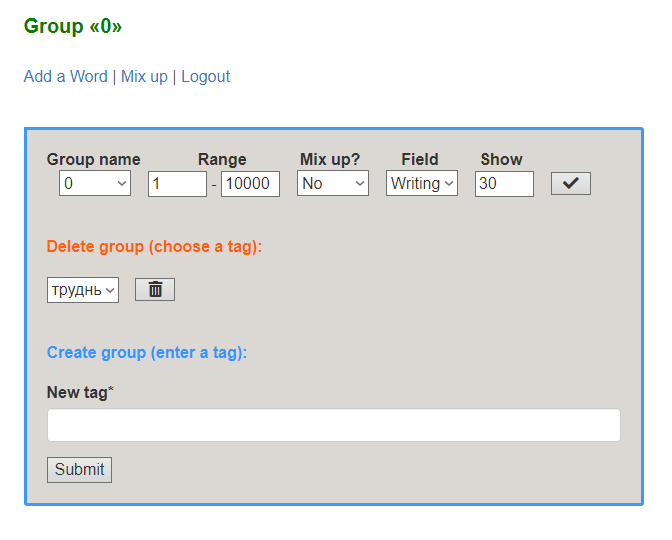 Group «0»
Add a Word | Mix up | Logout
Group name Range Mix up? Field Show
0 1 - 10000 No Writing 30
Delete group (choose a tag):
труднь
Create group (enter a tag):
New tag*
Submit